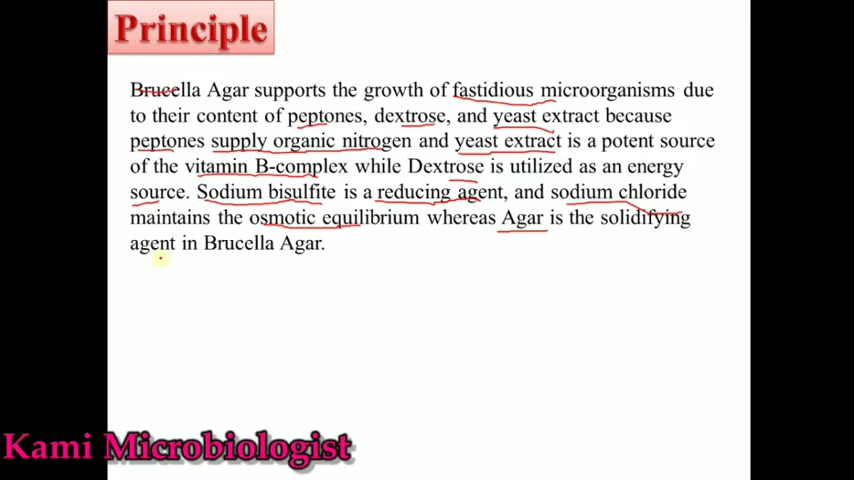 Principle
Brucella Agar supports the growth of fastidious microorganisms due
to their content of peptones, dextrose, and yeast extract because
peptones supply organic nitrogen and yeast extract is a potent source
of the vitamin B-complex while Dextrose is utilized as an energy
source. Sodium bisulfite is a reducing agent, and sodium chloride
maintains the osmotic equilibrium whereas Agar is the solidifying
agent in Brucella Agar.
Kami Microbiologist